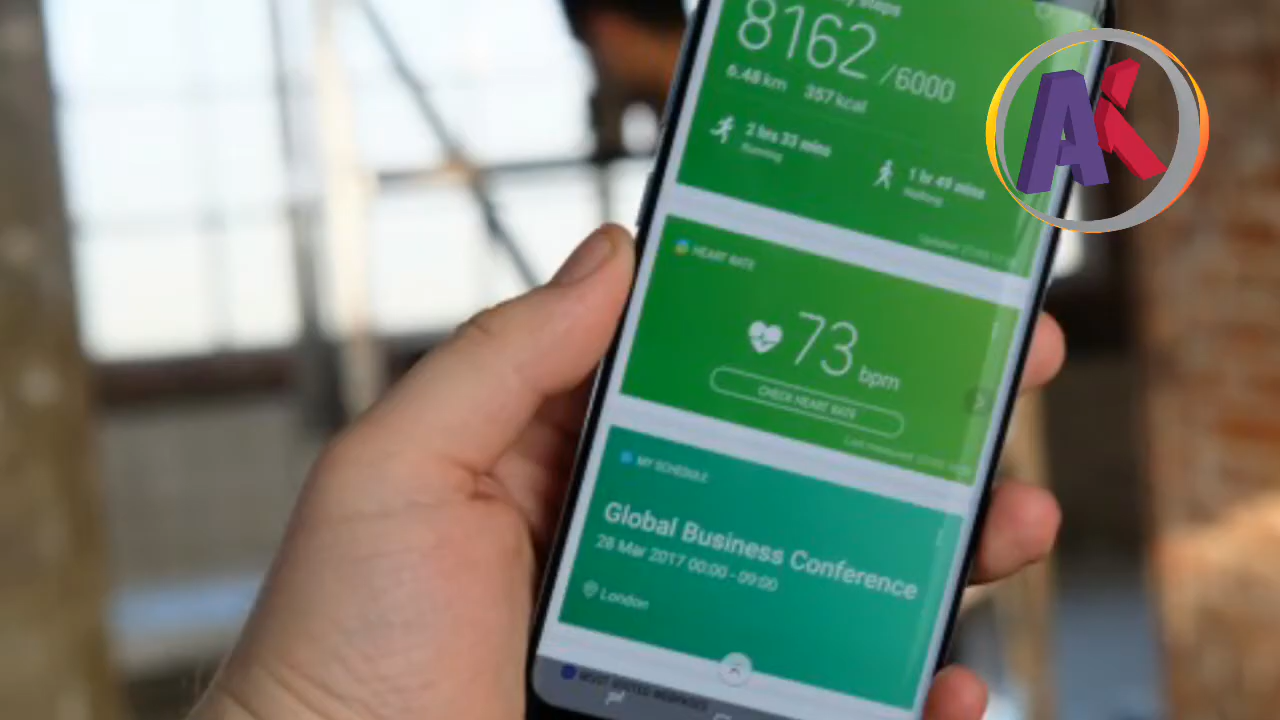 Steps
8162 /6000
6.48 km 357 kcal
2 hrs 33 mins
Running
1 hr 49 mins
Walking
AK
HEART RATE
73 bpm
CHECK HEART RATE
MY SCHEDULE
Global Business Conference
28 Mar 2017 00:00 - 09:00
London